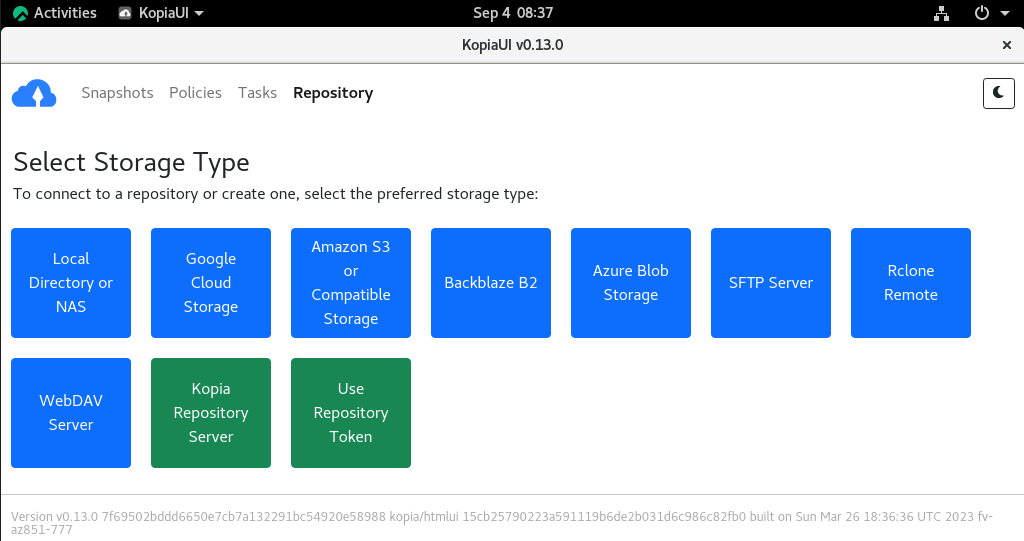 Activities KopiaUI Sep 4 08:37
KopiaUI v0.13.0
Snapshots Policies Tasks Repository
Select Storage Type
To connect to a repository or create one, select the preferred storage type:
Local
Directory or
NAS
Google
Cloud
Storage
Amazon S3
or
Compatible
Storage
Backblaze B2
Azure Blob
Storage
SFTP Server
Rclone
Remote
WebDAV
Server
Kopia
Repository
Server
Use
Repository
Token
Version v0.13.0 7f69502bddd6650e7cb7a132291bc54920e58988 kopia/htmlui 15cb25790223a591119b6de2b031d6c986c82fb0 built on Sun Mar 26 18:36:36 UTC 2023 fv-
az851-777